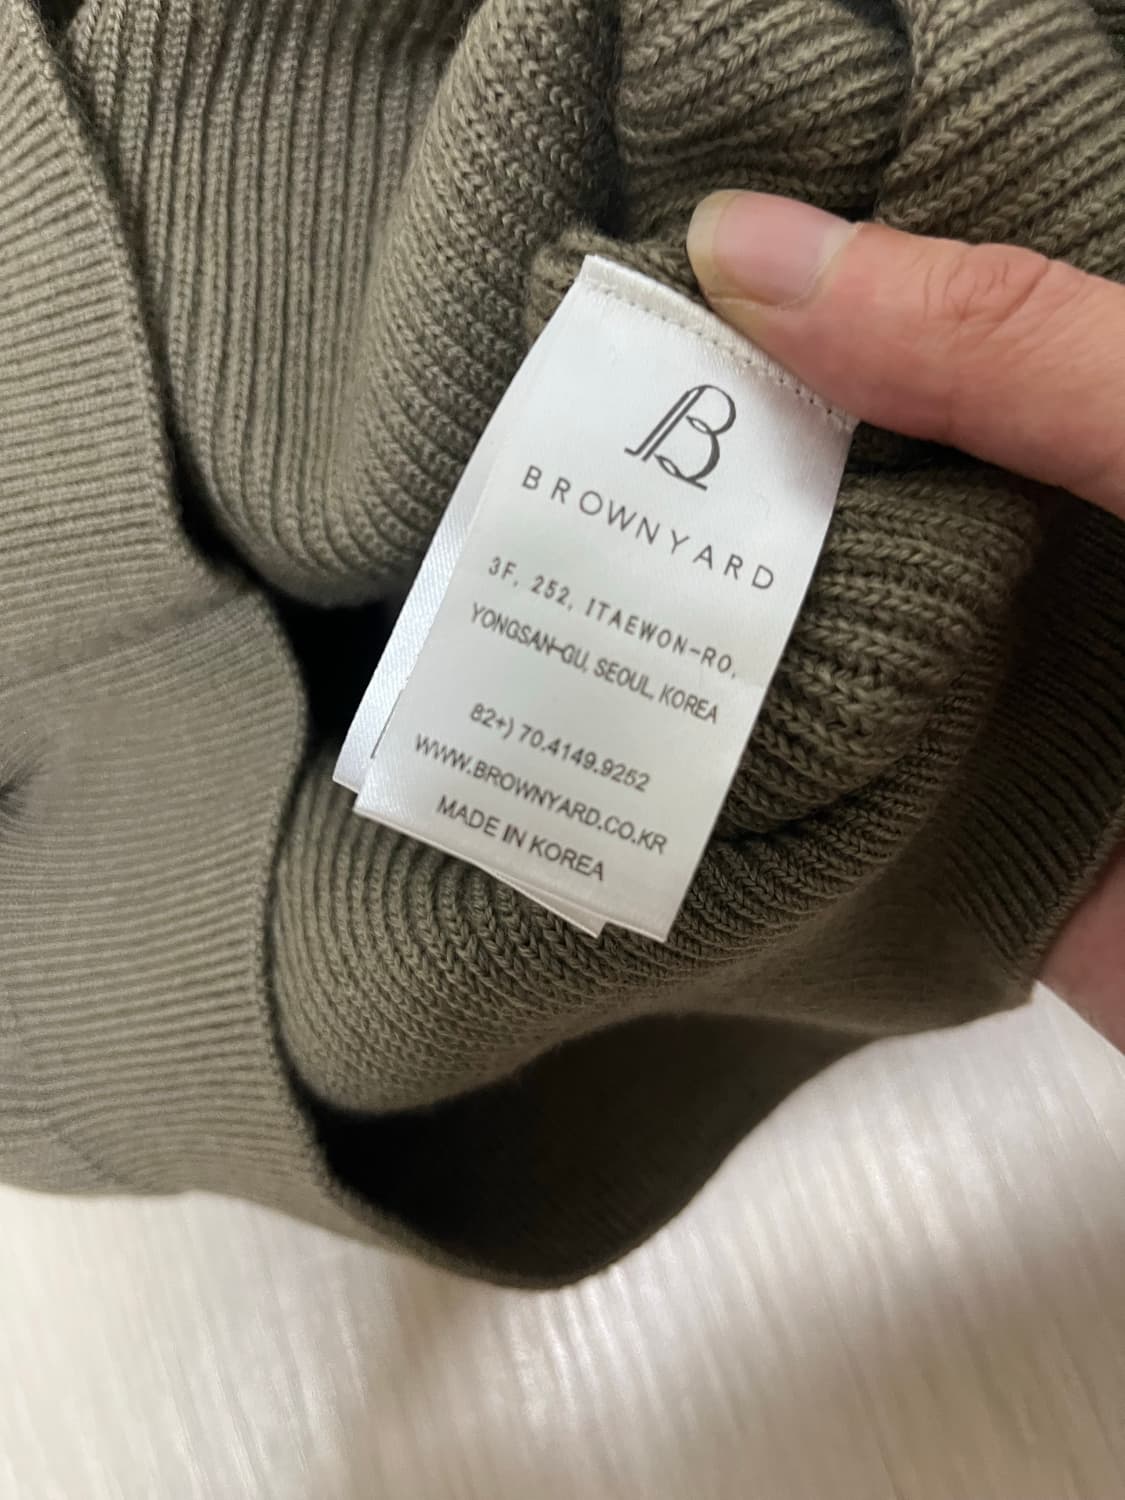 B
BROWNYARD
3F, 252, ITAEWON-RO,
YONGSAN-GU, SEOUL, KOREA
82+) 70.4149.9252
WWW.BROWNYARD.CO.KR
MADE IN KOREA